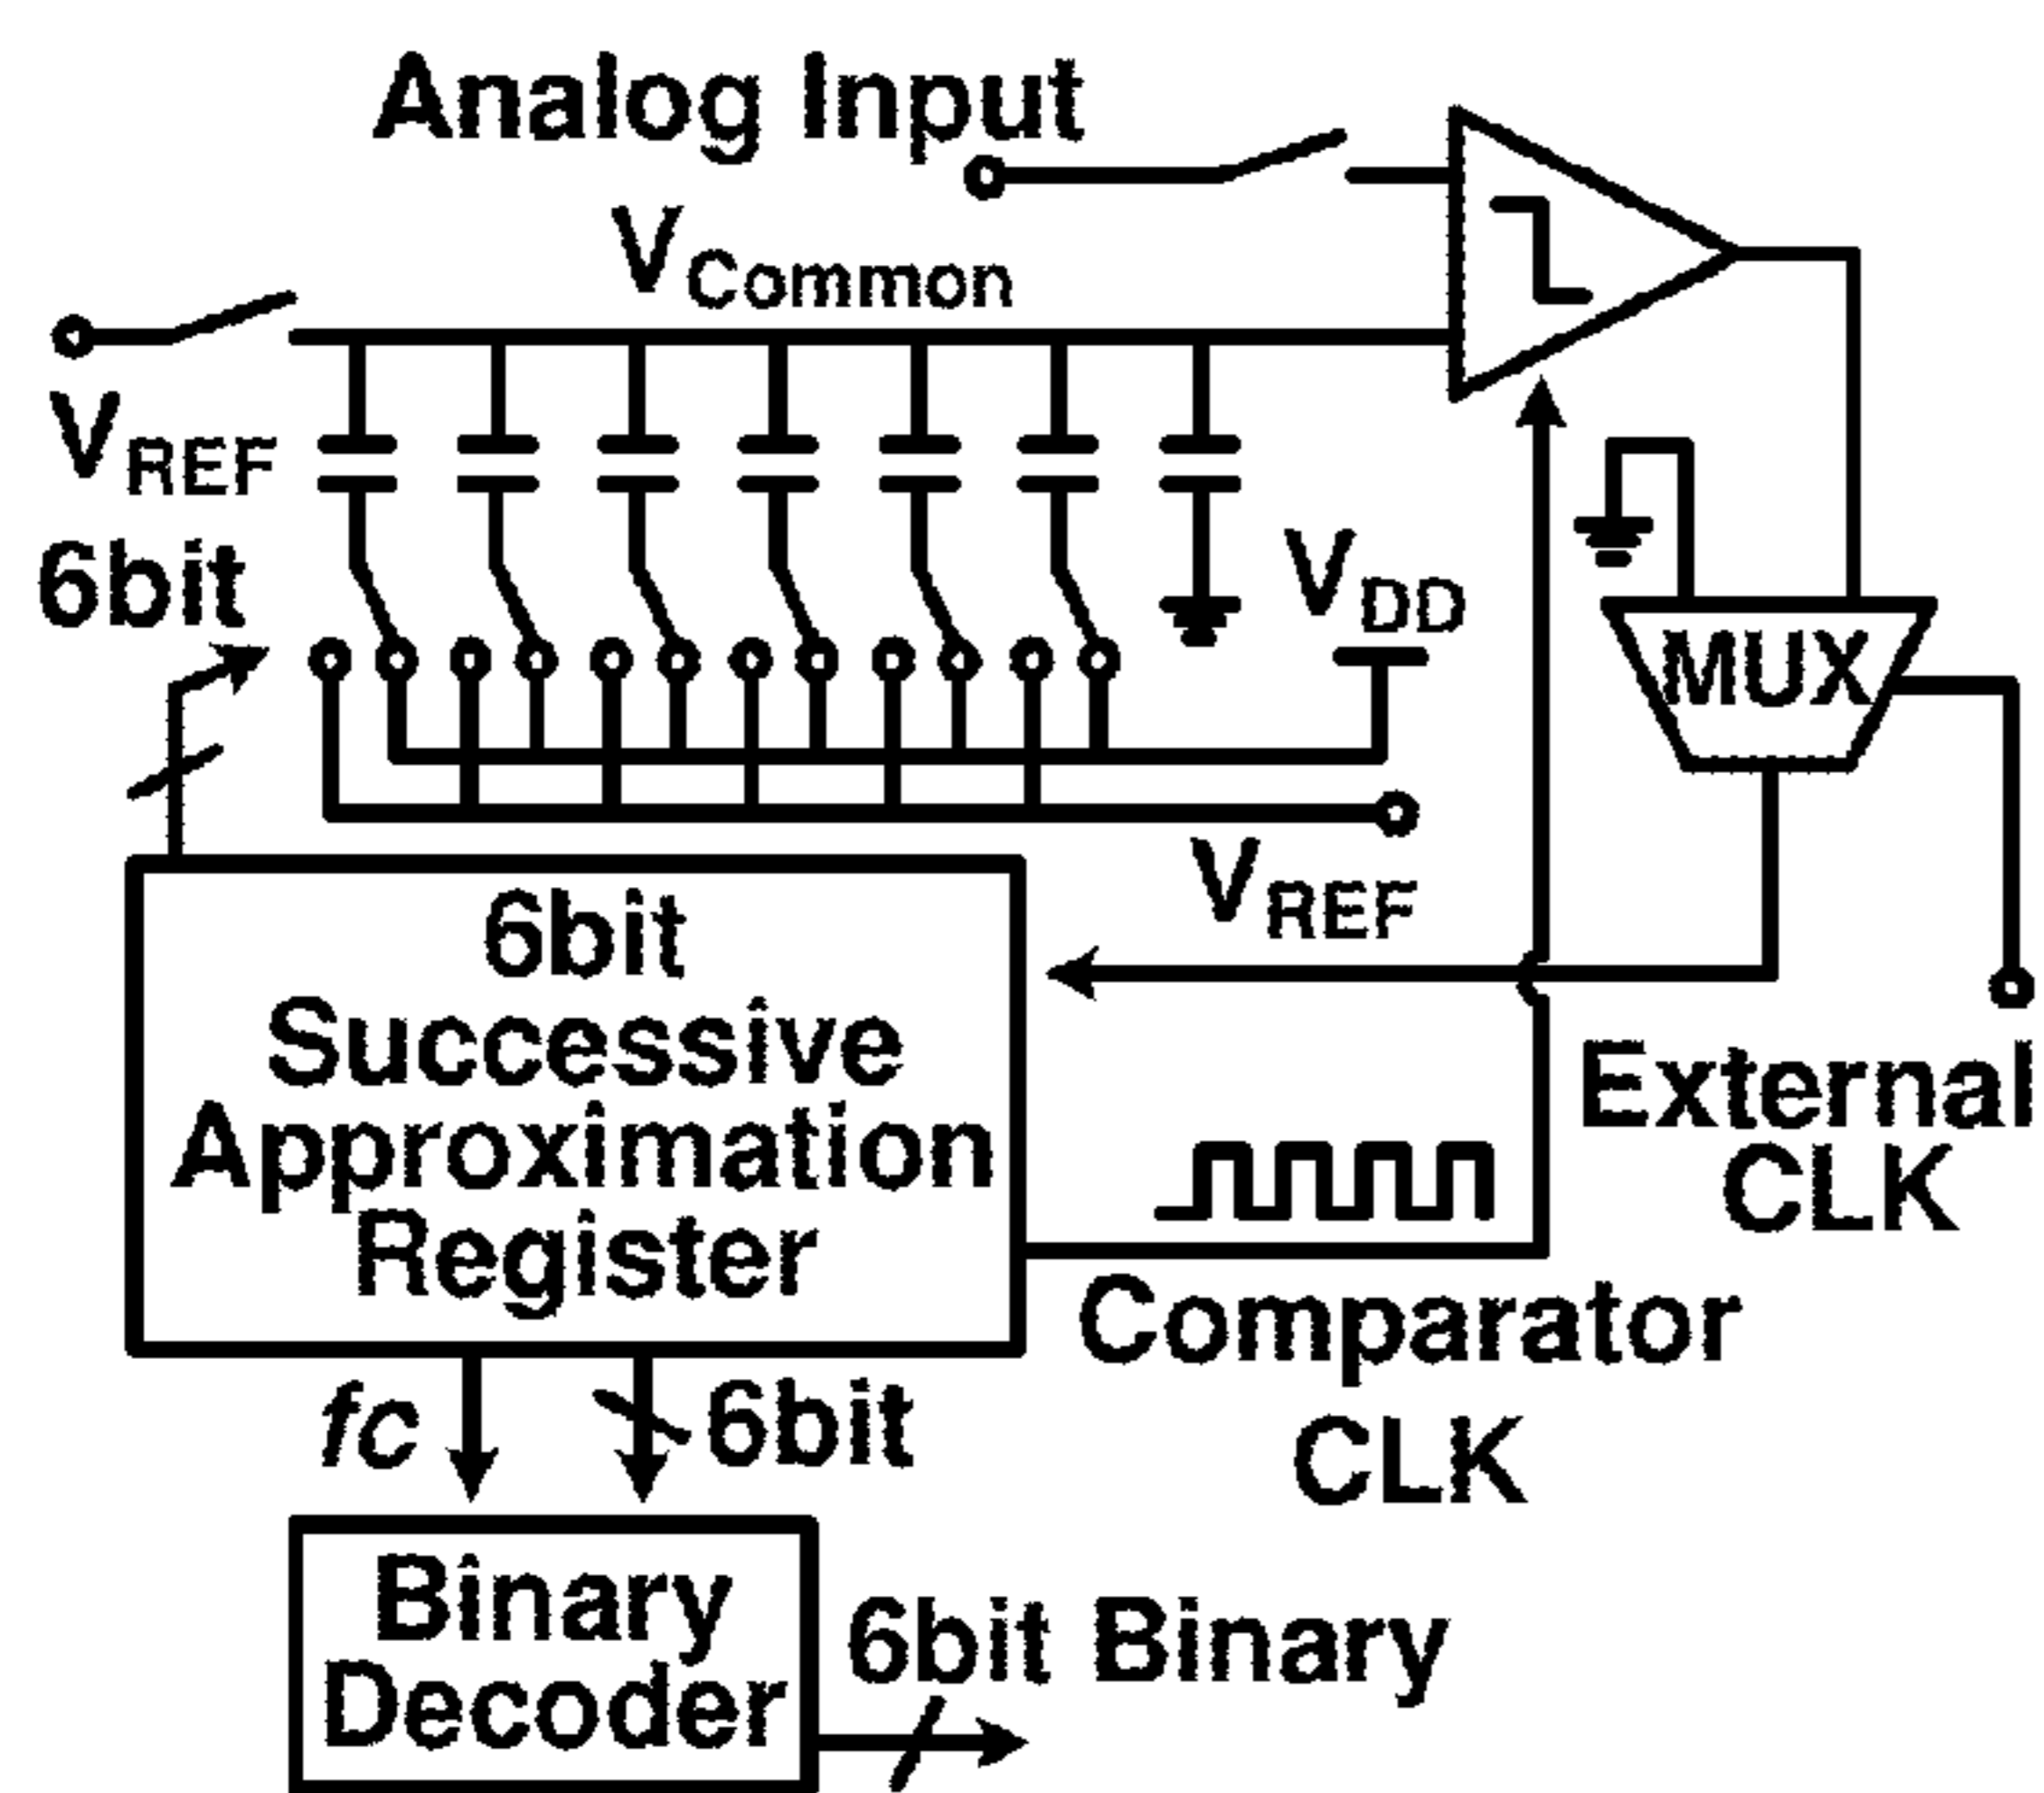 Analog Input
VCommon
VREF
6bit
VDD
MUX
VREF
6bit
Successive
Approximation
Register
External
CLK
Comparator
CLK
fc
6bit
Binary
Decoder
6bit Binary